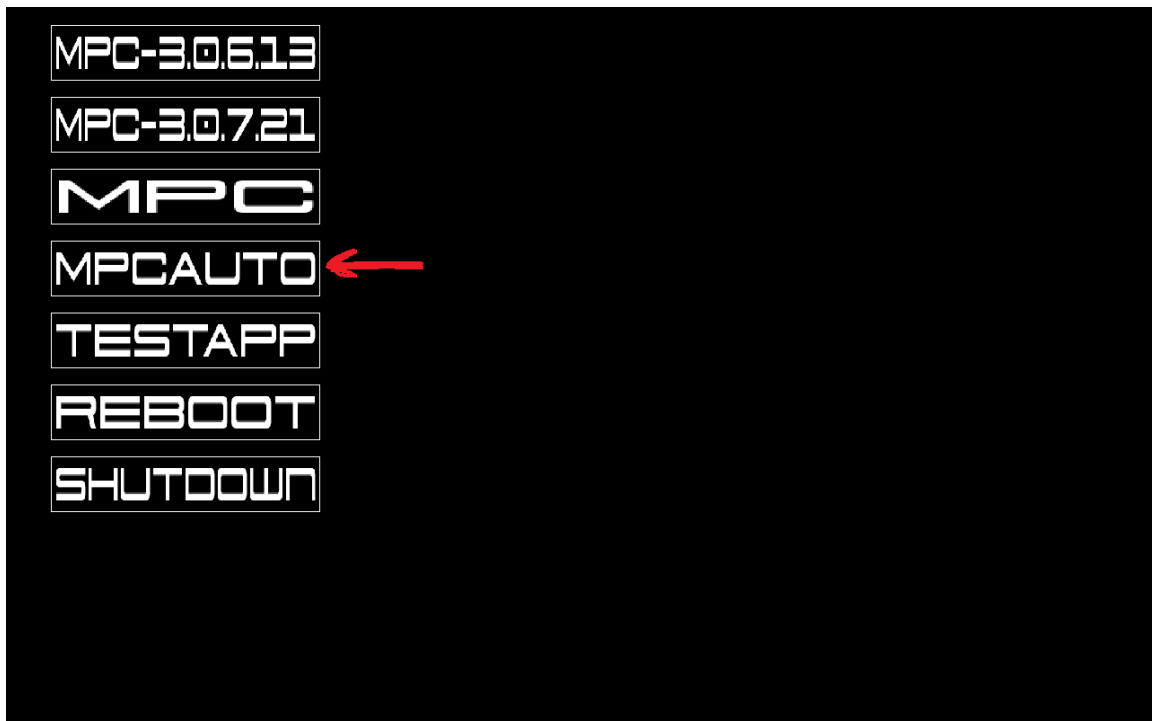 MPC-3.0.6.13
MPC-3.0.7.21
MPC
MPCAUTO
TESTAPP
REBOOT
SHUTDOWN